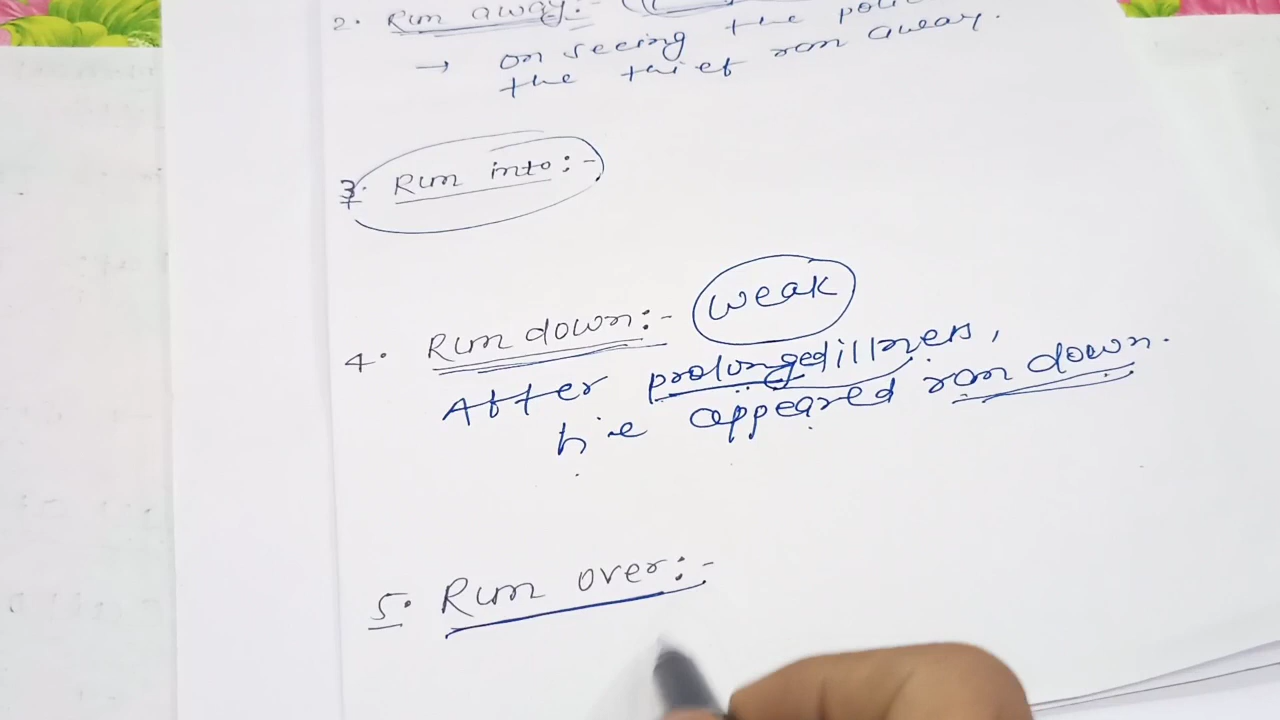 2. Run away:-
→ on seeing the
the thief ran away.
3. Run into:-
4. Run down:- weak
After prolonged illness,
he appeared ran down.
5. Run over:-